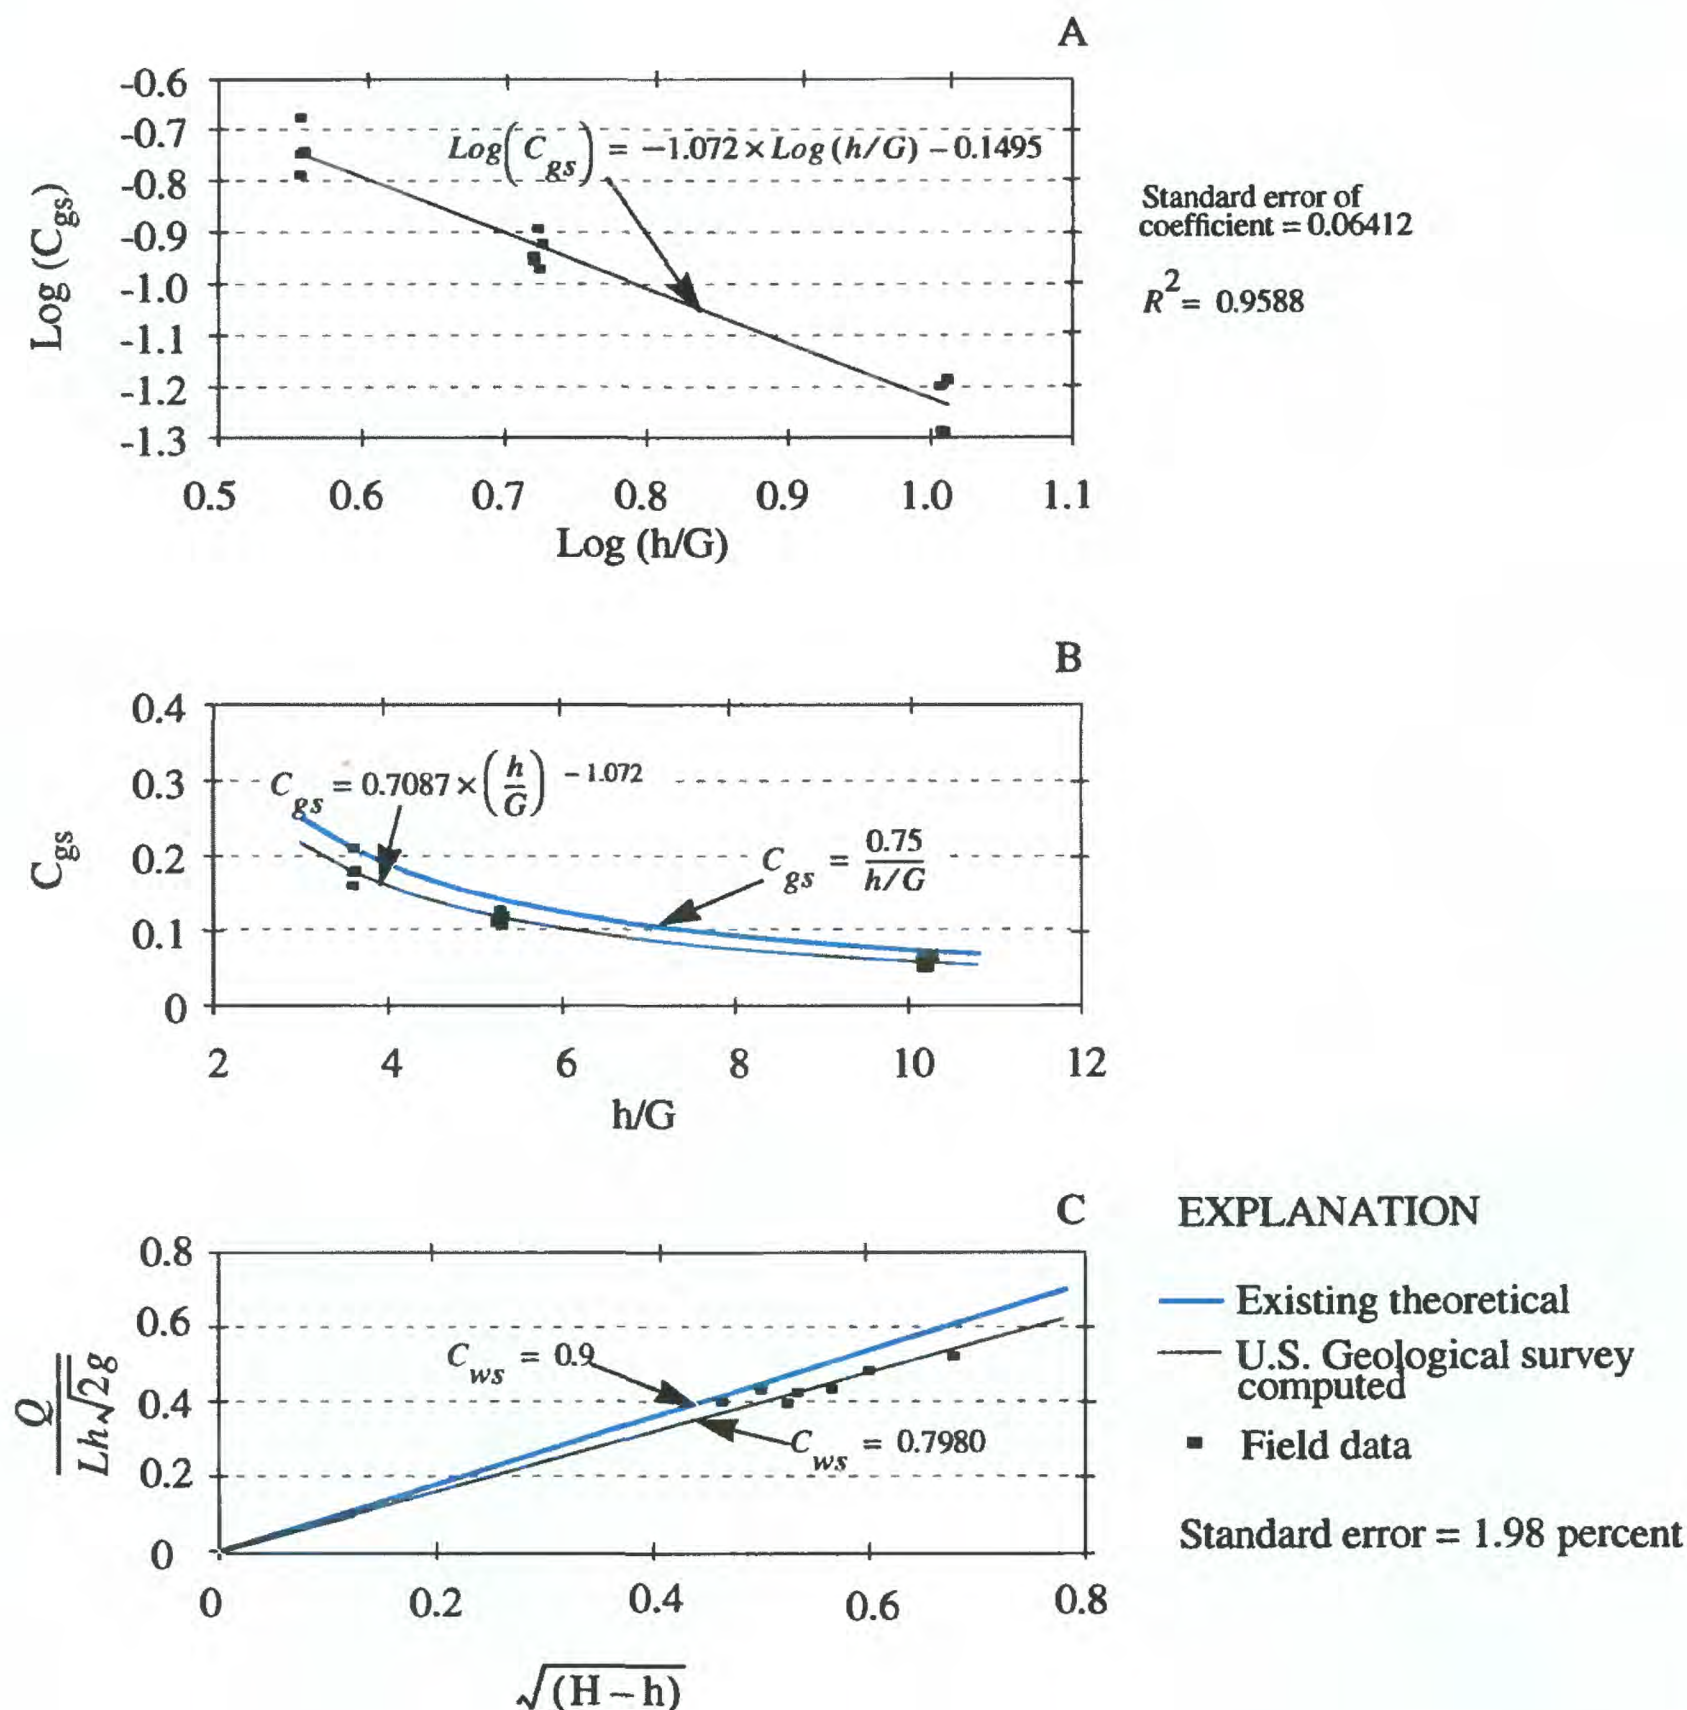 A
-0.6
-0.7
-0.8
-0.9
-1.0
-1.1
-1.2
-1.3
Log (C_gs)
Log(C_gs) = −1.072 × Log (h/G) − 0.1495
0.5 0.6 0.7 0.8 0.9 1.0 1.1
Log (h/G)
Standard error of
coefficient = 0.06412
R² = 0.9588
B
0.4
0.3
0.2
0.1
0
C_gs
C_gs = 0.7087 × (h/G)^−1.072
C_gs = 0.75 / h/G
2 4 6 8 10 12
h/G
C
0.8
0.6
0.4
0.2
0
Q / Lh√2g
C_ws = 0.9
C_ws = 0.7980
0 0.2 0.4 0.6 0.8
√(H − h)
EXPLANATION
Existing theoretical
U.S. Geological survey
computed
Field data
Standard error = 1.98 percent